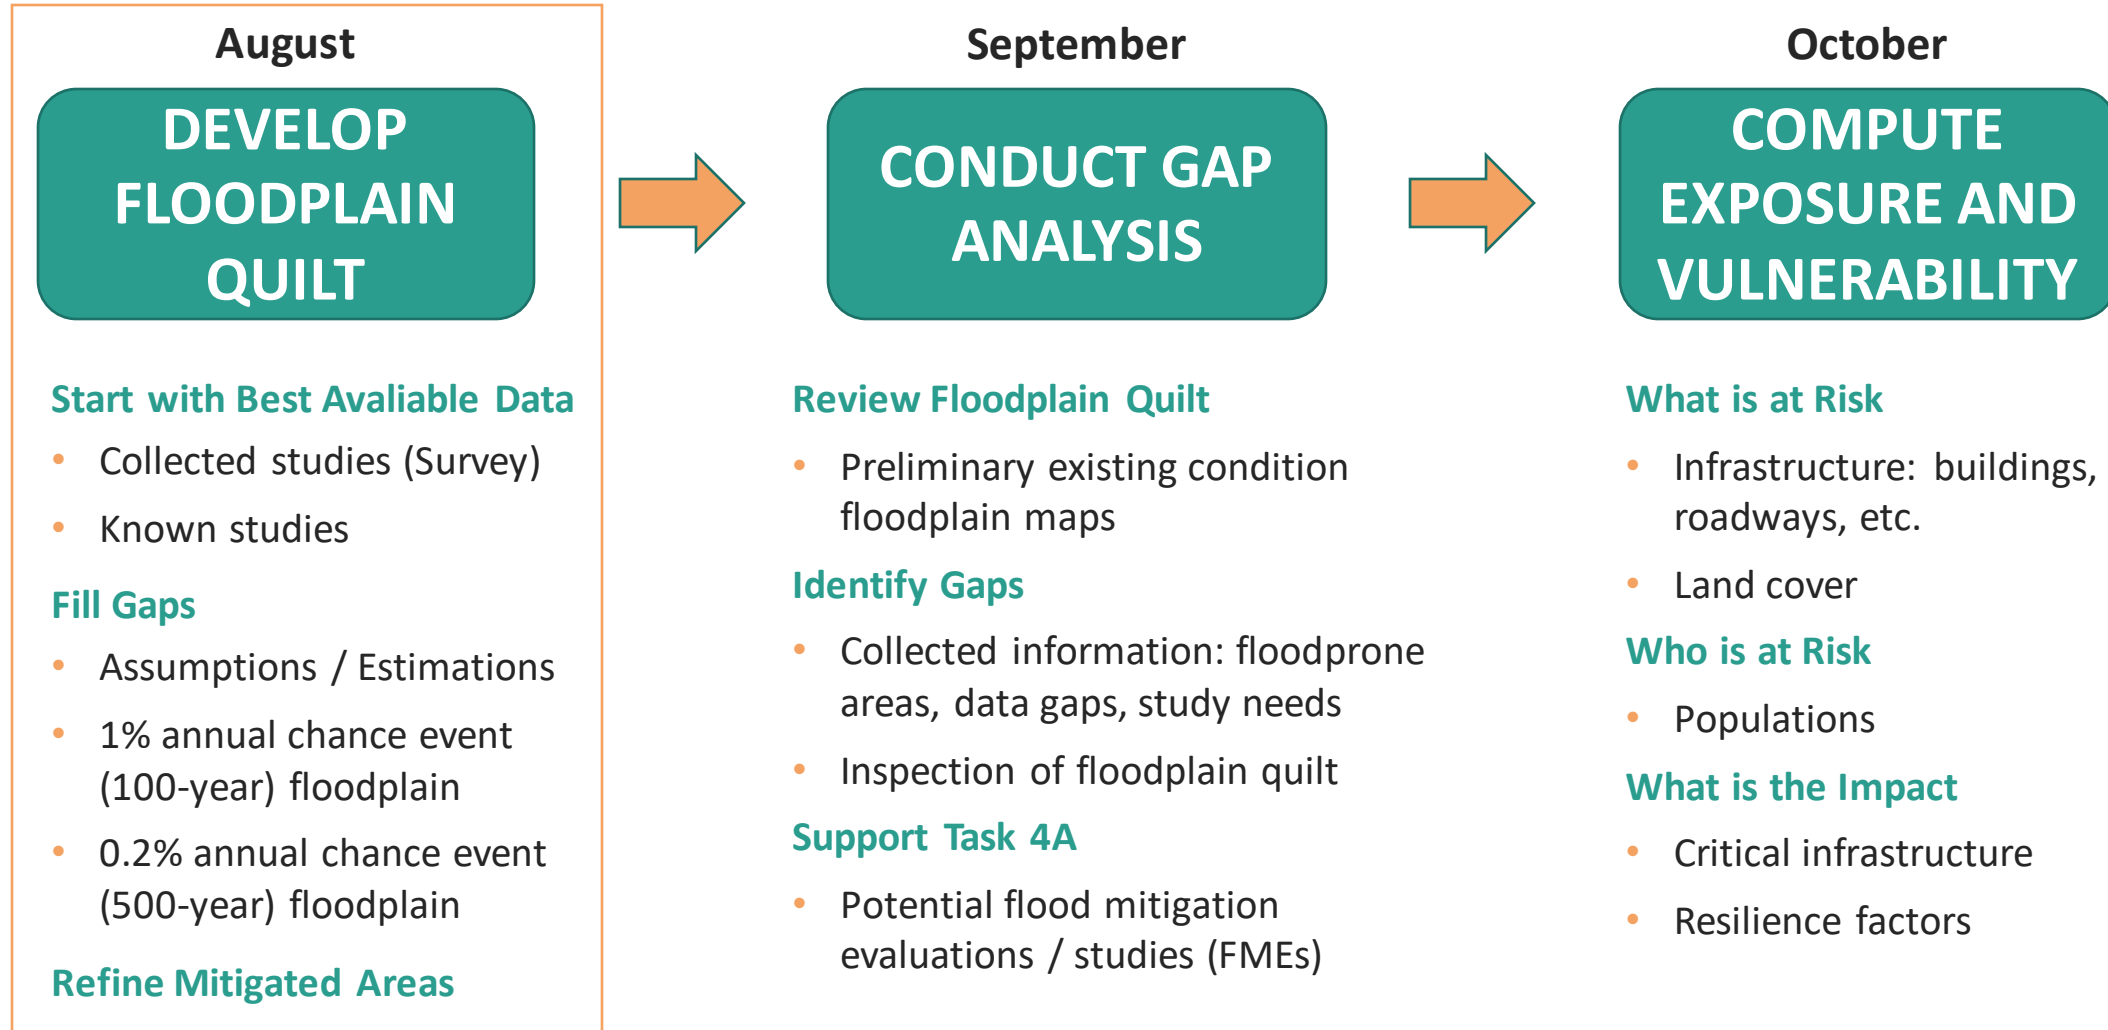 August
DEVELOP
FLOODPLAIN
QUILT
Start with Best Avaliable Data
• Collected studies (Survey)
• Known studies
Fill Gaps
• Assumptions / Estimations
• 1% annual chance event
(100-year) floodplain
• 0.2% annual chance event
(500-year) floodplain
Refine Mitigated Areas
September
CONDUCT GAP
ANALYSIS
Review Floodplain Quilt
• Preliminary existing condition
floodplain maps
Identify Gaps
• Collected information: floodprone
areas, data gaps, study needs
• Inspection of floodplain quilt
Support Task 4A
• Potential flood mitigation
evaluations / studies (FMEs)
October
COMPUTE
EXPOSURE AND
VULNERABILITY
What is at Risk
• Infrastructure: buildings,
roadways, etc.
• Land cover
Who is at Risk
• Populations
What is the Impact
• Critical infrastructure
• Resilience factors